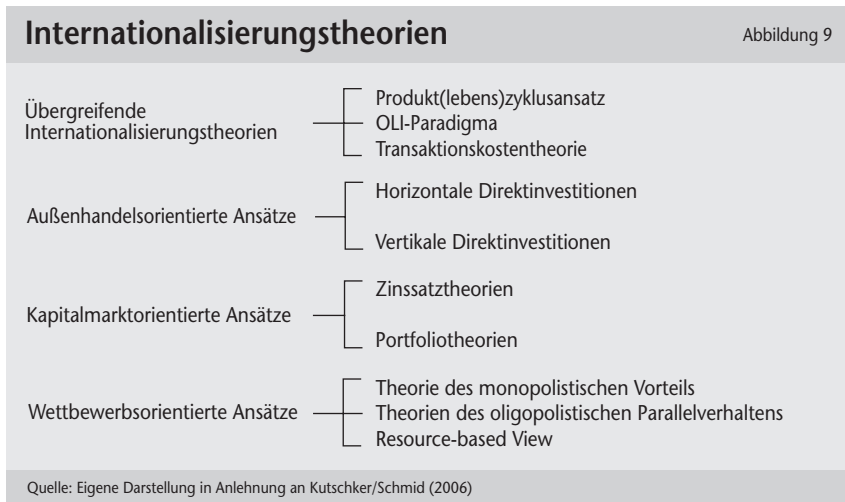 Internationalisierungstheorien
Abbildung 9
Übergreifende
Internationalisierungstheorien
Produkt(lebens)zyklusansatz
OLI-Paradigma
Transaktionskostentheorie
Außenhandelsorientierte Ansätze
Horizontale Direktinvestitionen
Vertikale Direktinvestitionen
Kapitalmarktorientierte Ansätze
Zinssatztheorien
Portfoliotheorien
Wettbewerbsorientierte Ansätze
Theorie des monopolistischen Vorteils
Theorien des oligopolistischen Parallelverhaltens
Resource-based View
Quelle: Eigene Darstellung in Anlehnung an Kutschker/Schmid (2006)